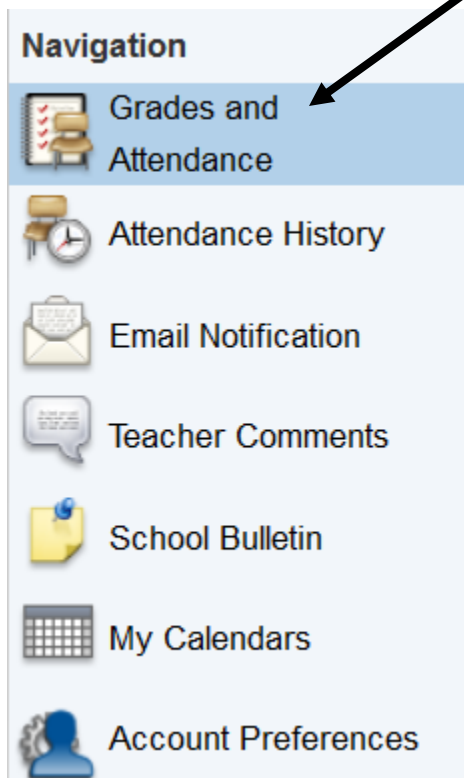 Navigation
Grades and
Attendance
Attendance History
Email Notification
Teacher Comments
School Bulletin
My Calendars
Account Preferences